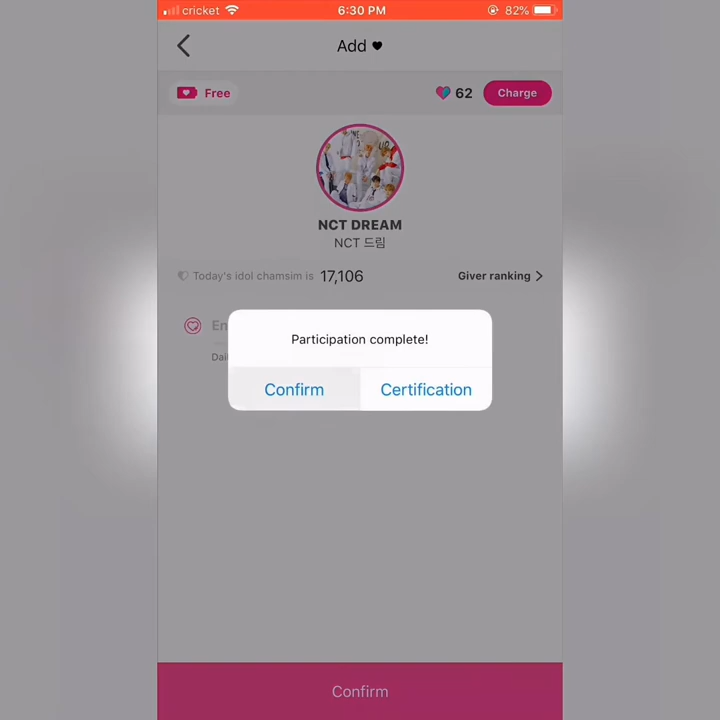 cricket 6:30 PM 82%
Add
Free 62 Charge
NCT DREAM
NCT 드림
Today's idol chamsim is 17,106 Giver ranking
Participation complete!
Confirm Certification
Confirm